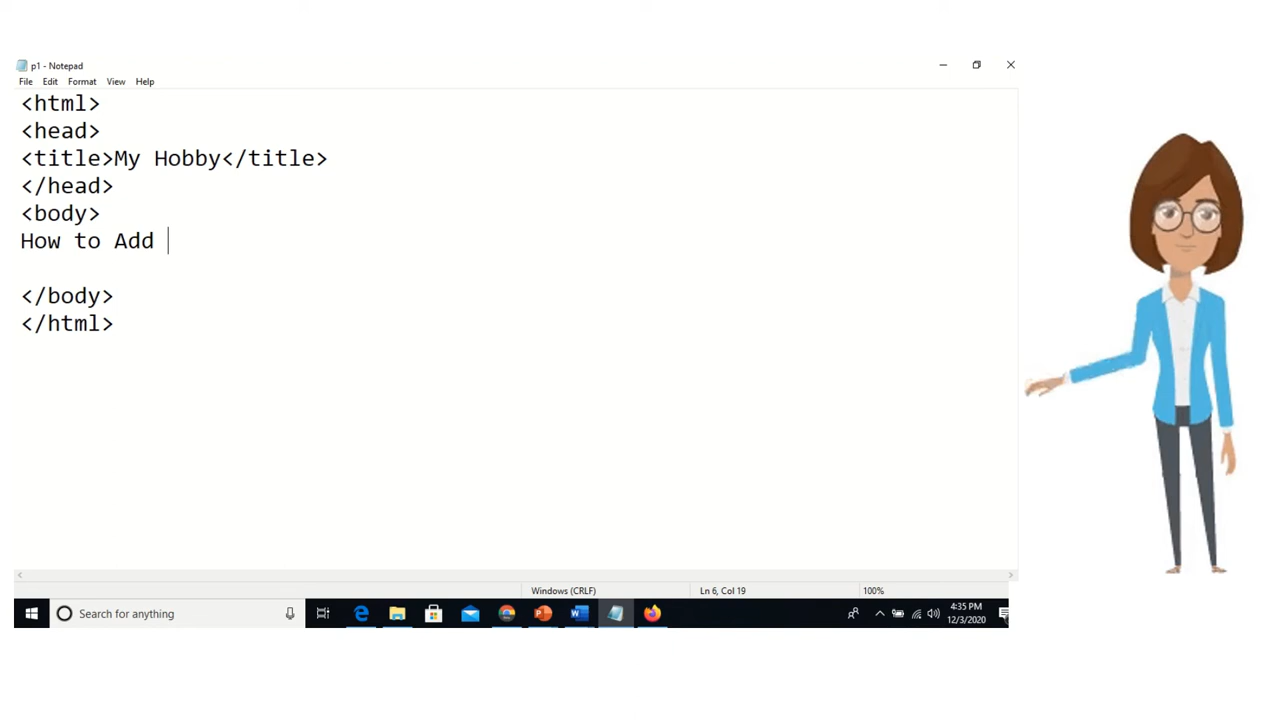 p1 - Notepad
File Edit Format View Help
<html>
<head>
<title>My Hobby</title>
</head>
<body>
How to Add
</body>
</html>
Windows (CRLF) Ln 6, Col 19 100%
Search for anything
4:35 PM
12/3/2020